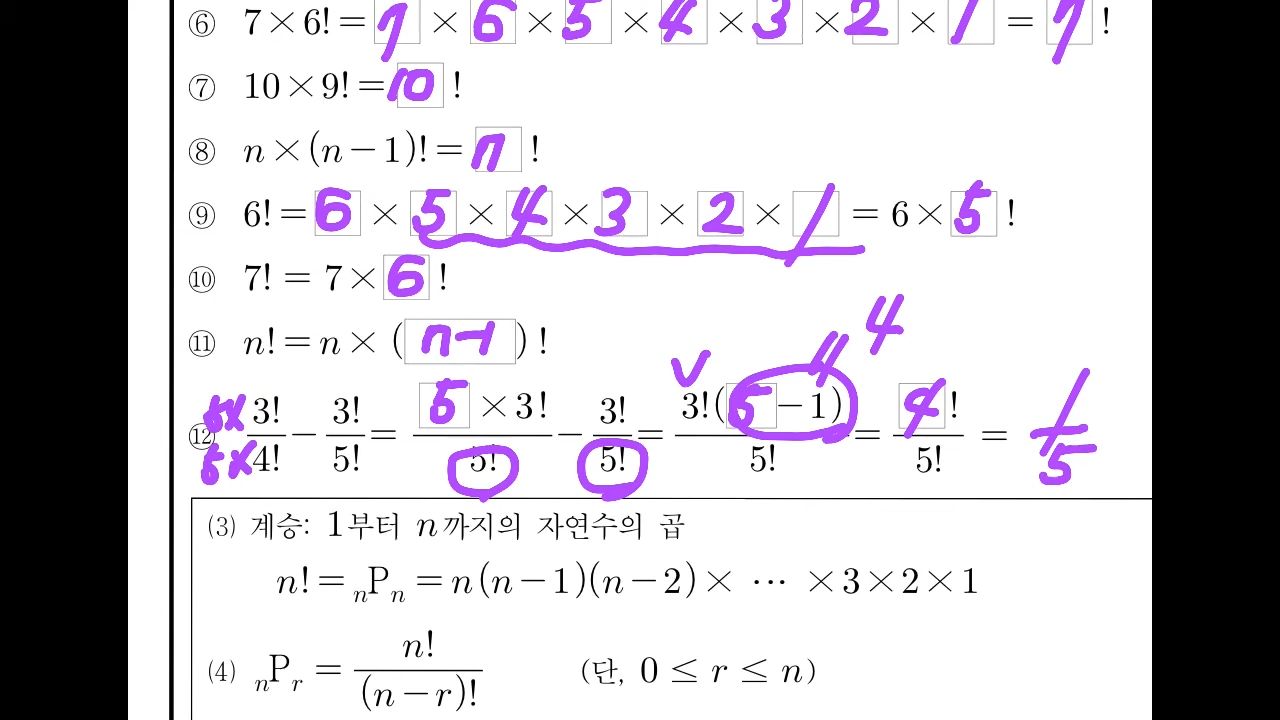 ⑥ 7×6! = 7 × 6 × 5 × 4 × 3 × 2 × 1 = 7 !
⑦ 10×9! = 10 !
⑧ n×(n-1)! = n !
⑨ 6! = 6 × 5 × 4 × 3 × 2 × 1 = 6× 5 !
⑩ 7! = 7× 6 !
⑪ n! = n× ( n-1 ) !
4
⑫ 5× 3!/5× 4! - 3!/5! = 5 ×3!/5! - 3!/5! = 3!( 5 -1)/5! = 4 !/5! = 1/5
(3) 계승: 1부터 n까지의 자연수의 곱
n! = nPn = n(n-1)(n-2)× ⋯ ×3×2×1
(4) nPr = n!/(n-r)! (단, 0 ≤ r ≤ n)